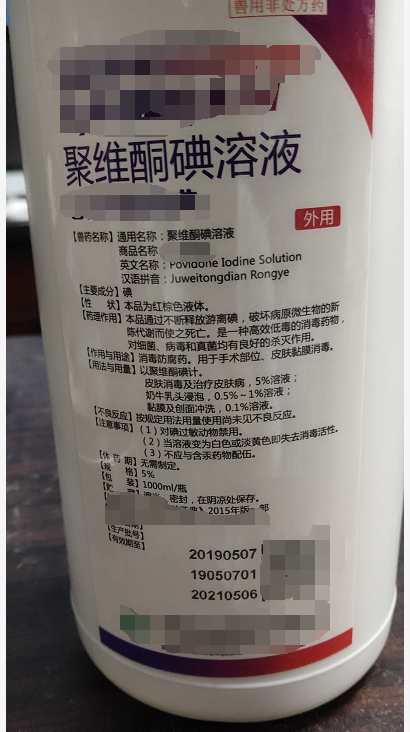 兽用非处方药
聚维酮碘溶液
外用
【兽药名称】通用名称：聚维酮碘溶液
商品名称：
英文名称：Povidone Iodine Solution
汉语拼音：Juweitongdian Rongye
【主要成分】碘
【性 状】本品为红棕色液体。
【药理作用】本品通过不断释放游离碘，破坏病原微生物的新
陈代谢而使之死亡。是一种高效低毒的消毒药物，
对细菌、病毒和真菌均有良好的杀灭作用。
【作用与用途】消毒防腐药。用于手术部位、皮肤黏膜消毒。
【用法与用量】以聚维酮碘计。
皮肤消毒及治疗皮肤病，5%溶液；
奶牛乳头浸泡，0.5%~1%溶液；
黏膜及创面冲洗，0.1%溶液。
【不良反应】按规定用法用量使用尚未见不良反应。
【注意事项】（1）对碘过敏动物禁用。
（2）当溶液变为白色或淡黄色即失去消毒活性。
（3）不应与含汞药物配伍。
【休 药 期】无需制定。
【规 格】5%
【包 装】1000ml/瓶
密封，在阴凉处保存。
2015年版 部
【生产批号】
【有效期至】
20190507
19050701
20210506